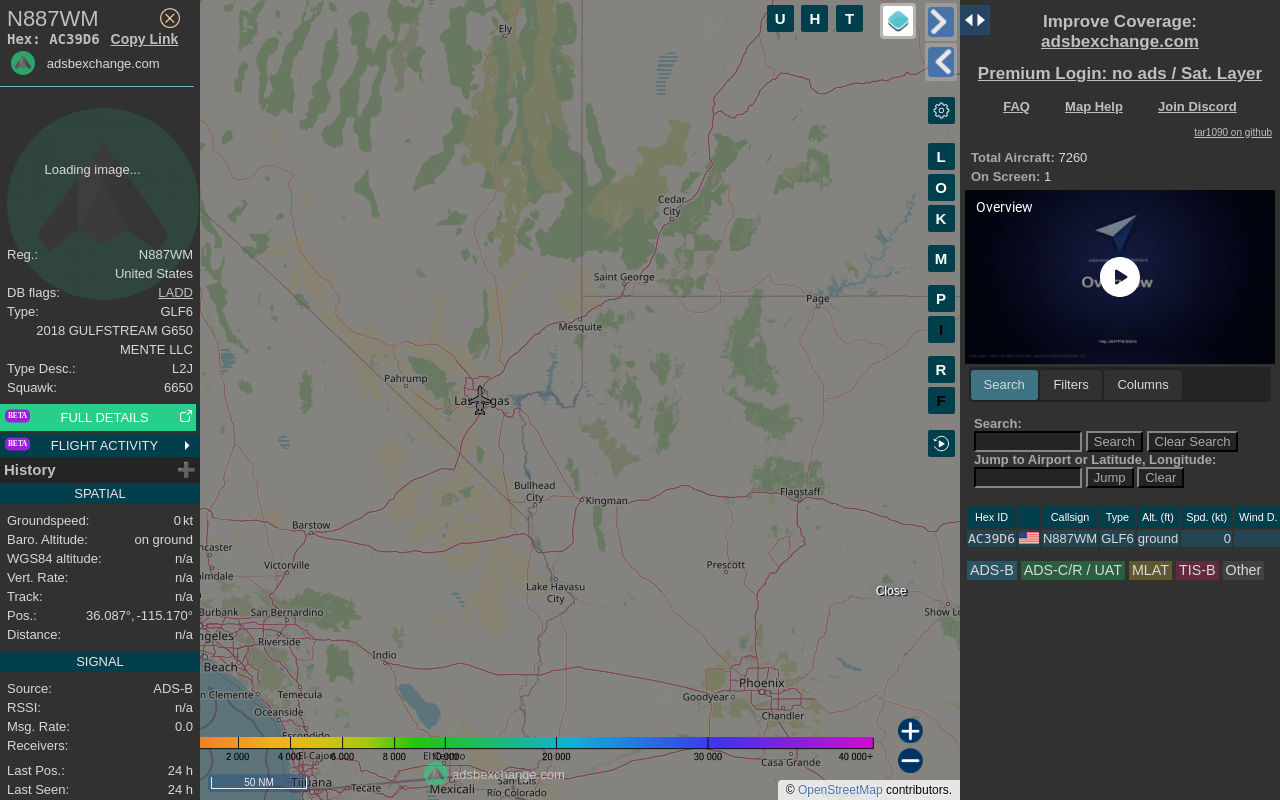 N887WM
Hex: AC39D6 Copy Link
adsbexchange.com
Loading image...
Reg.: N887WM
United States
DB flags: LADD
Type: GLF6
2018 GULFSTREAM G650
MENTE LLC
Type Desc.: L2J
Squawk: 6650
BETA FULL DETAILS
BETA FLIGHT ACTIVITY
History
SPATIAL
Groundspeed: 0 kt
Baro. Altitude: on ground
WGS84 altitude: n/a
Vert. Rate: n/a
Track: n/a
Pos.: 36.087°, -115.170°
Distance: n/a
SIGNAL
Source: ADS-B
RSSI: n/a
Msg. Rate: 0.0
Receivers:
Last Pos.: 24 h
Last Seen: 24 h
U H T
Ely
Cedar
City
Saint George
Page
Mesquite
Pahrump
Las Vegas
Bullhead
City
Kingman
Flagstaff
Barstow
ncaster
Victorville
almdale
Prescott
Lake Havasu
City
Burbank
San Bernardino
ngeles
Riverside
Show Lo
Indio
Beach
Phoenix
n Clemente
Temecula
Goodyear
Oceanside
Chandler
Escondido
El Cajon
El Centro
Casa Grande
Tijuana
Tecate
Mexicali
San Luis
Río Colorado
L
O
K
M
P
I
R
F
Close
2 000 4 000 6 000 8 000 20 000 30 000 40 000+
adsbexchange.com
50 NM
© OpenStreetMap contributors.
Improve Coverage:
adsbexchange.com
Premium Login: no ads / Sat. Layer
FAQ Map Help Join Discord
tar1090 on github
Total Aircraft: 7260
On Screen: 1
Overview
JEPPESEN
Search Filters Columns
Search:
Search Clear Search
Jump to Airport or Latitude, Longitude:
Jump Clear
Hex ID Callsign Type Alt. (ft) Spd. (kt) Wind D.
AC39D6 N887WM GLF6 ground 0
ADS-B ADS-C/R / UAT MLAT TIS-B Other